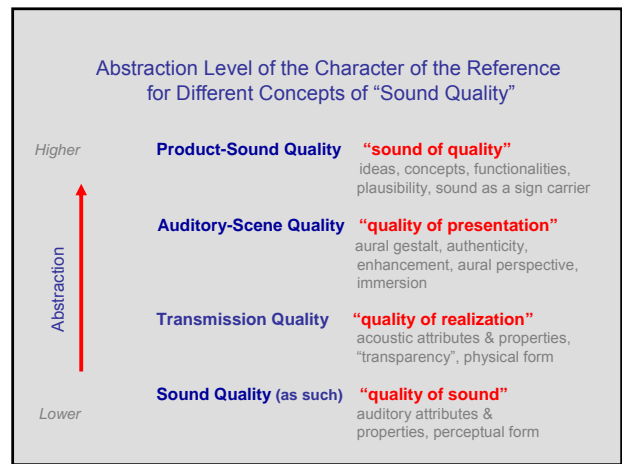 Abstraction Level of the Character of the Reference
for Different Concepts of “Sound Quality”
Higher
Product-Sound Quality “sound of quality”
ideas, concepts, functionalities,
plausibility, sound as a sign carrier
Auditory-Scene Quality “quality of presentation”
aural gestalt, authenticity,
enhancement, aural perspective,
immersion
Abstraction
Transmission Quality “quality of realization”
acoustic attributes & properties,
“transparency”, physical form
Sound Quality (as such) “quality of sound”
Lower
auditory attributes &
properties, perceptual form